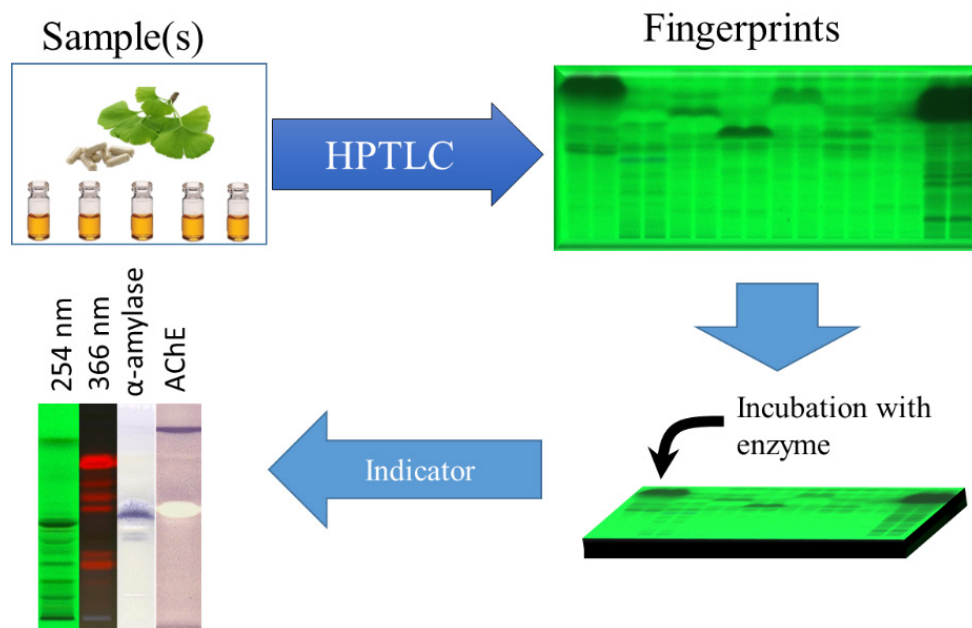 Sample(s)
HPTLC
Fingerprints
Incubation with
enzyme
Indicator
254 nm
366 nm
α-amylase
AChE